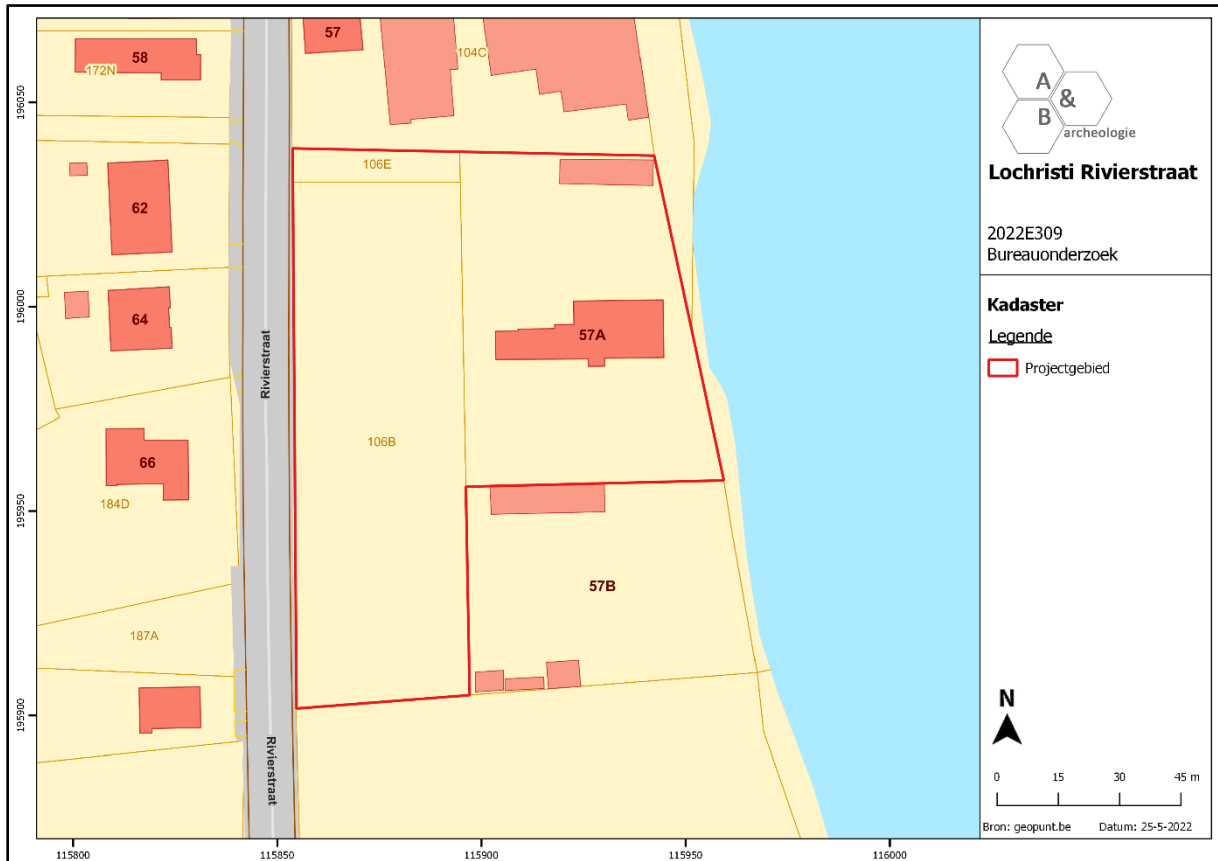 57
58
172N
104C
106E
62
64
57A
Rivierstraat
106B
66
184D
57B
187A
Rivierstraat
196050
196000
195950
195900
115800
115850
115900
115950
116000
A
&
B
archeologie
Lochristi Rivierstraat
2022E309
Bureauonderzoek
Kadaster
Legende
Projectgebied
N
0 15 30 45 m
Bron: geopunt.be Datum: 25-5-2022